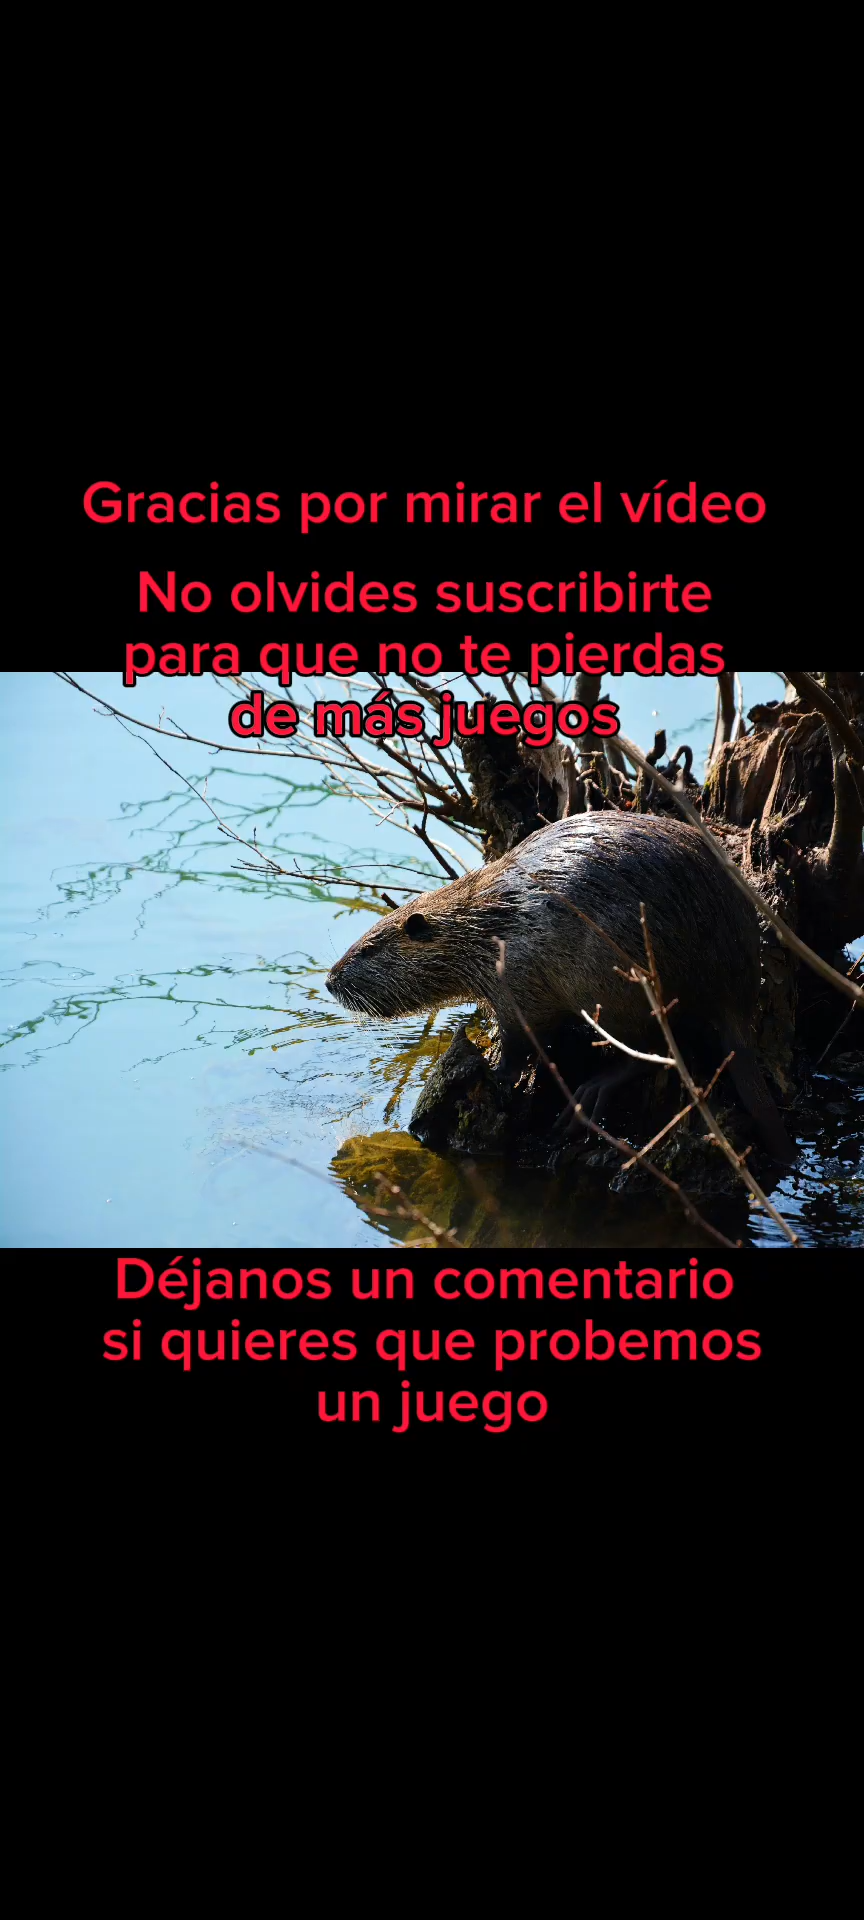 Gracias por mirar el vídeo
No olvides suscribirte
para que no te pierdas
de más juegos
Déjanos un comentario
si quieres que probemos
un juego